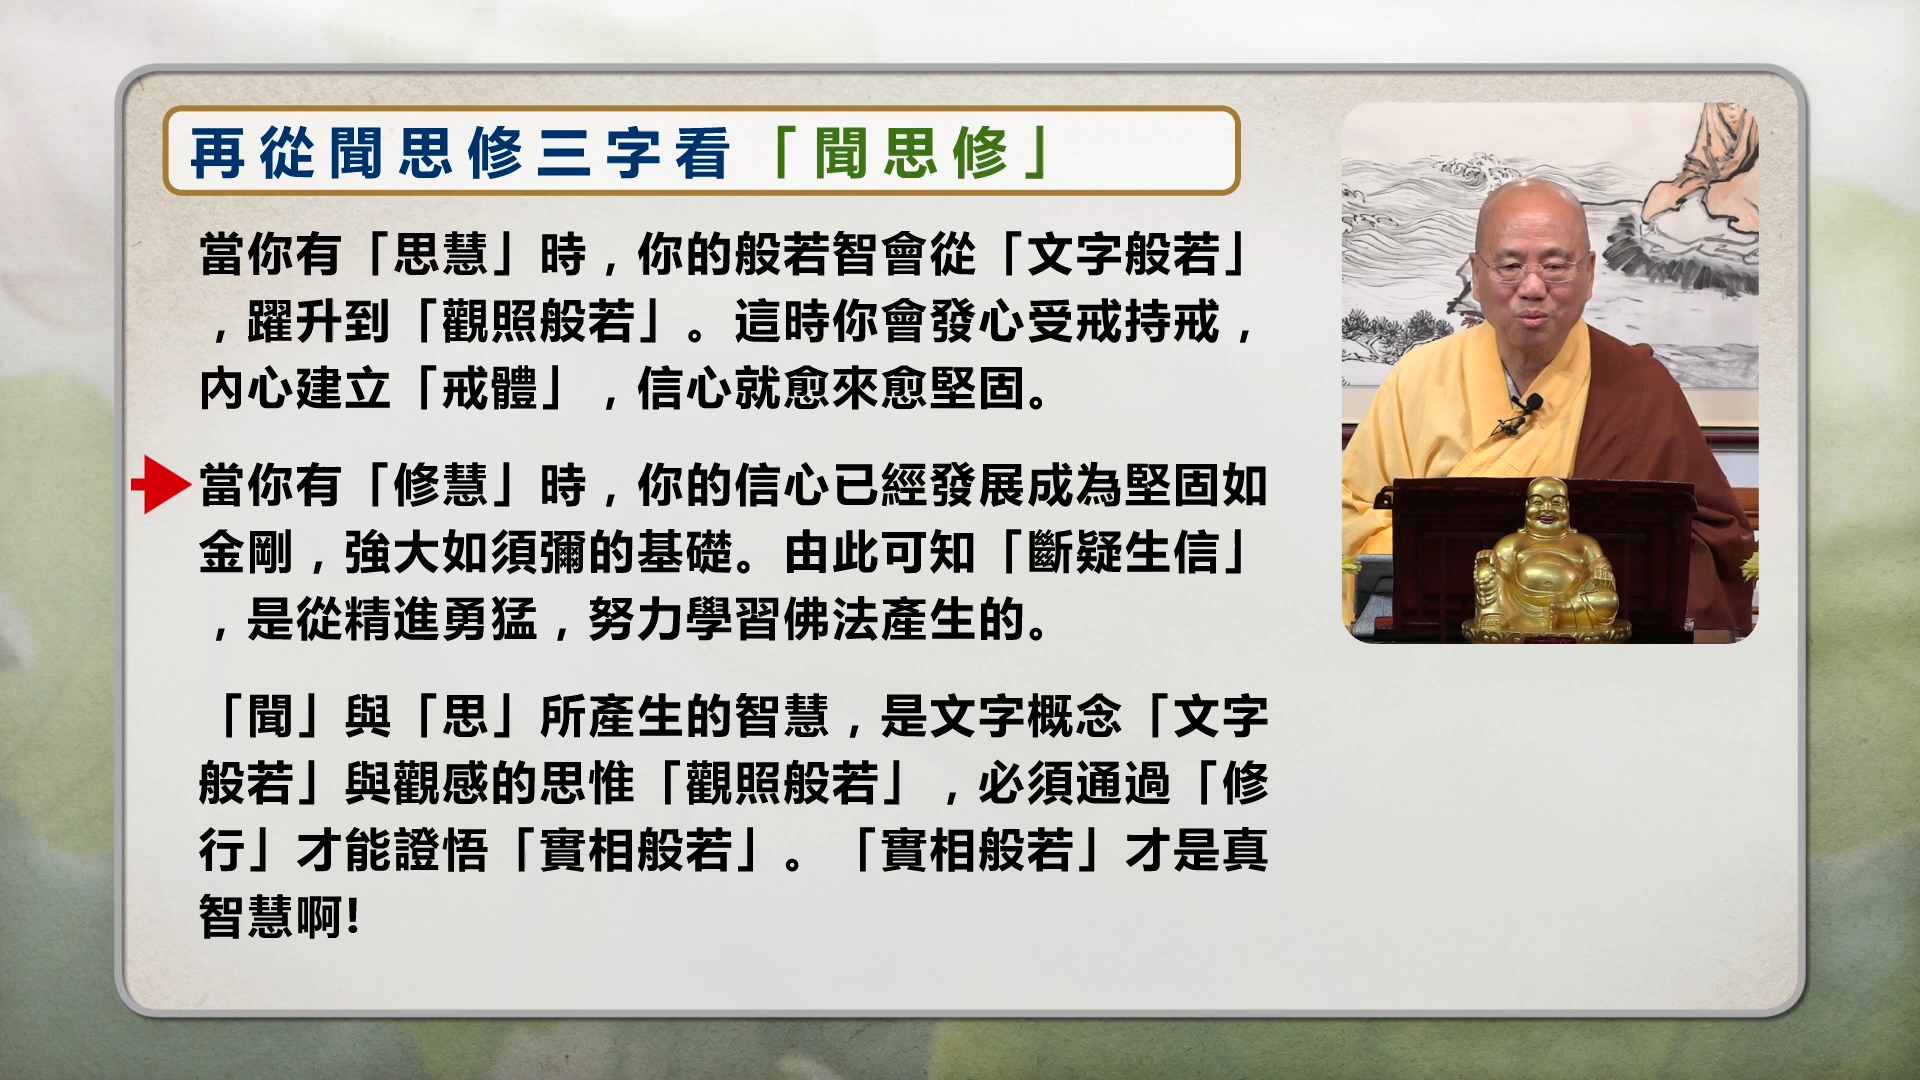 再從聞思修三字看「聞思修」
當你有「思慧」時，你的般若智會從「文字般若」
，躍升到「觀照般若」。這時你會發心受戒持戒，
內心建立「戒體」，信心就愈來愈堅固。
當你有「修慧」時，你的信心已經發展成為堅固如
金剛，強大如須彌的基礎。由此可知「斷疑生信」
，是從精進勇猛，努力學習佛法產生的。
「聞」與「思」所產生的智慧，是文字概念「文字
般若」與觀感的思惟「觀照般若」，必須通過「修
行」才能證悟「實相般若」。「實相般若」才是真
智慧啊!